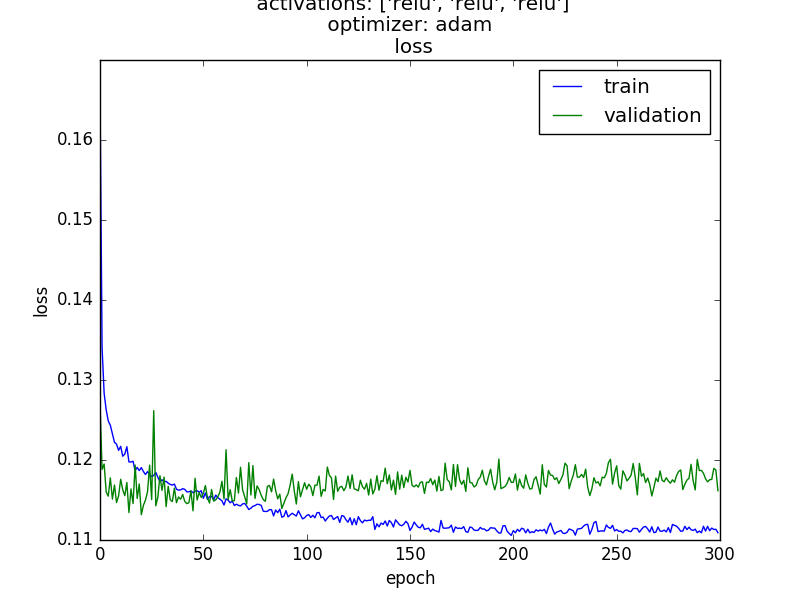 activations: ['relu', 'relu', 'relu']
optimizer: adam
loss
train
validation
0.16
0.15
0.14
0.13
0.12
0.11
loss
0 50 100 150 200 250 300
epoch